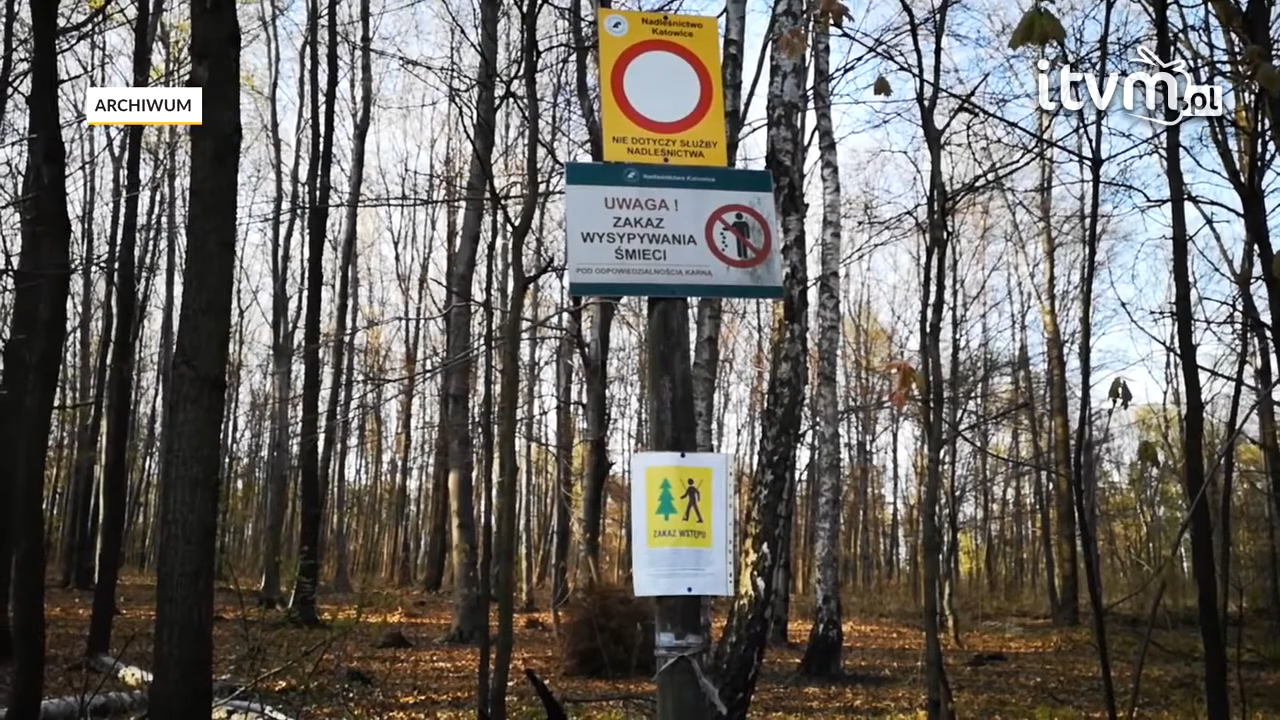 Nadleśnictwo
Katowice
ARCHIWUM
itvm.pl
NIE DOTYCZY SŁUŻBY
NADLEŚNICTWA
Nadleśnictwo Katowice
UWAGA !
ZAKAZ
WYSYPYWANIA
ŚMIECI
POD ODPOWIEDZIALNOŚCIĄ KARNĄ
ZAKAZ WSTĘPU